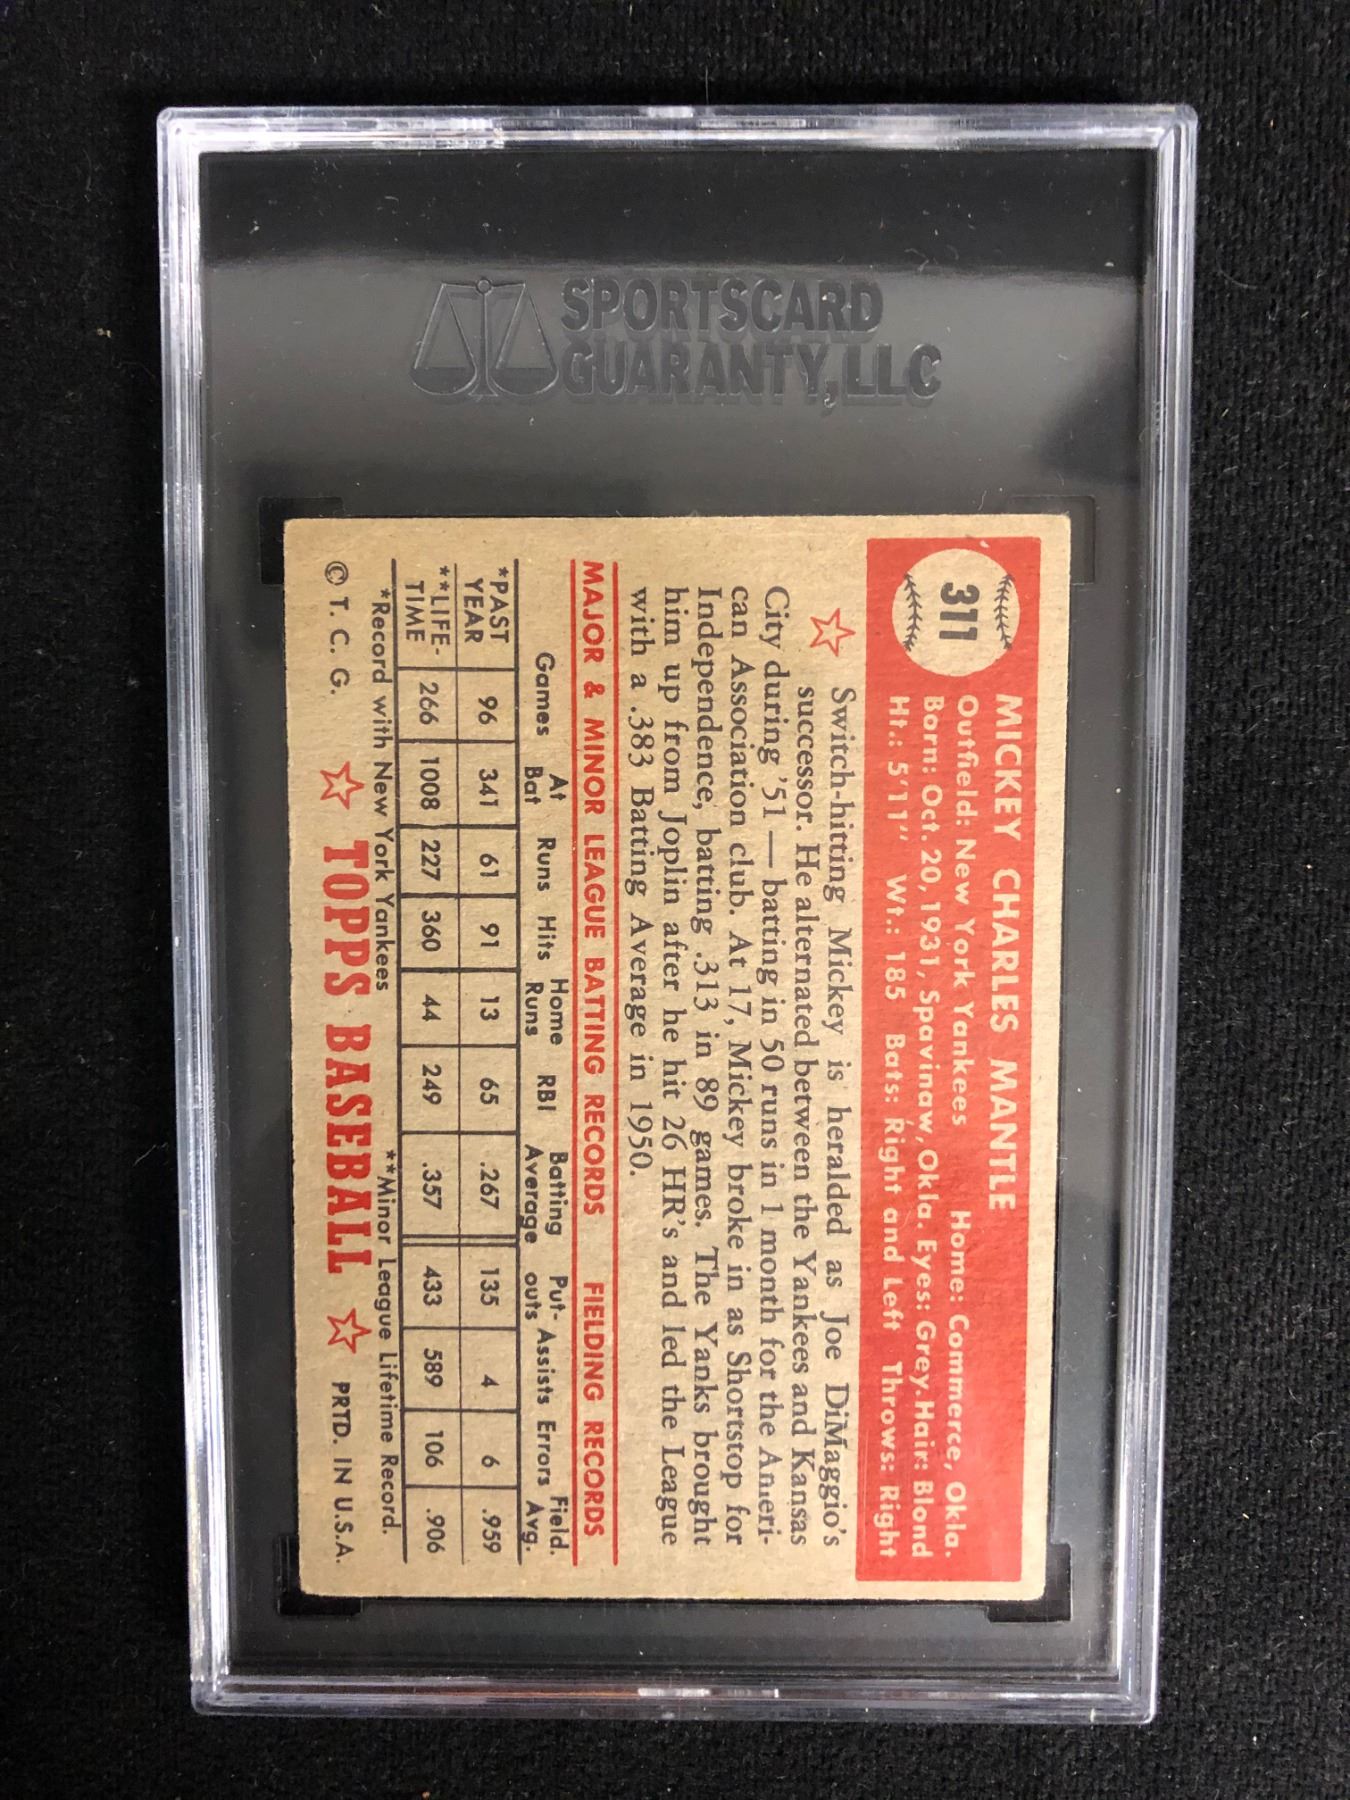 SPORTSCARD
GUARANTY, LLC
311
MICKEY CHARLES MANTLE
Outfield: New York Yankees Home: Commerce, Okla.
Born: Oct. 20, 1931, Spavinaw, Okla. Eyes: Grey. Hair: Blond
Ht.: 5'11" Wt.: 185 Bats: Right and Left Throws: Right
Switch-hitting Mickey is heralded as Joe DiMaggio's
successor. He alternated between the Yankees and Kansas
City during '51 — batting in 50 runs in 1 month for the Ameri-
can Association club. At 17, Mickey broke in as Shortstop for
Independence, batting .313 in 89 games. The Yanks brought
him up from Joplin after he hit 26 HR's and led the League
with a .383 Batting Average in 1950.
MAJOR & MINOR LEAGUE BATTING RECORDS FIELDING RECORDS
Games At Bat Runs Hits Home Runs RBI Batting Average Put-outs Assists Errors Field. Avg.
*PAST YEAR 96 341 61 91 13 65 .267 135 4 6 .959
**LIFE-TIME 266 1008 227 360 44 249 .357 433 589 106 .906
*Record with New York Yankees **Minor League Lifetime Record.
© T. C. G. TOPPS BASEBALL PRTD. IN U.S.A.